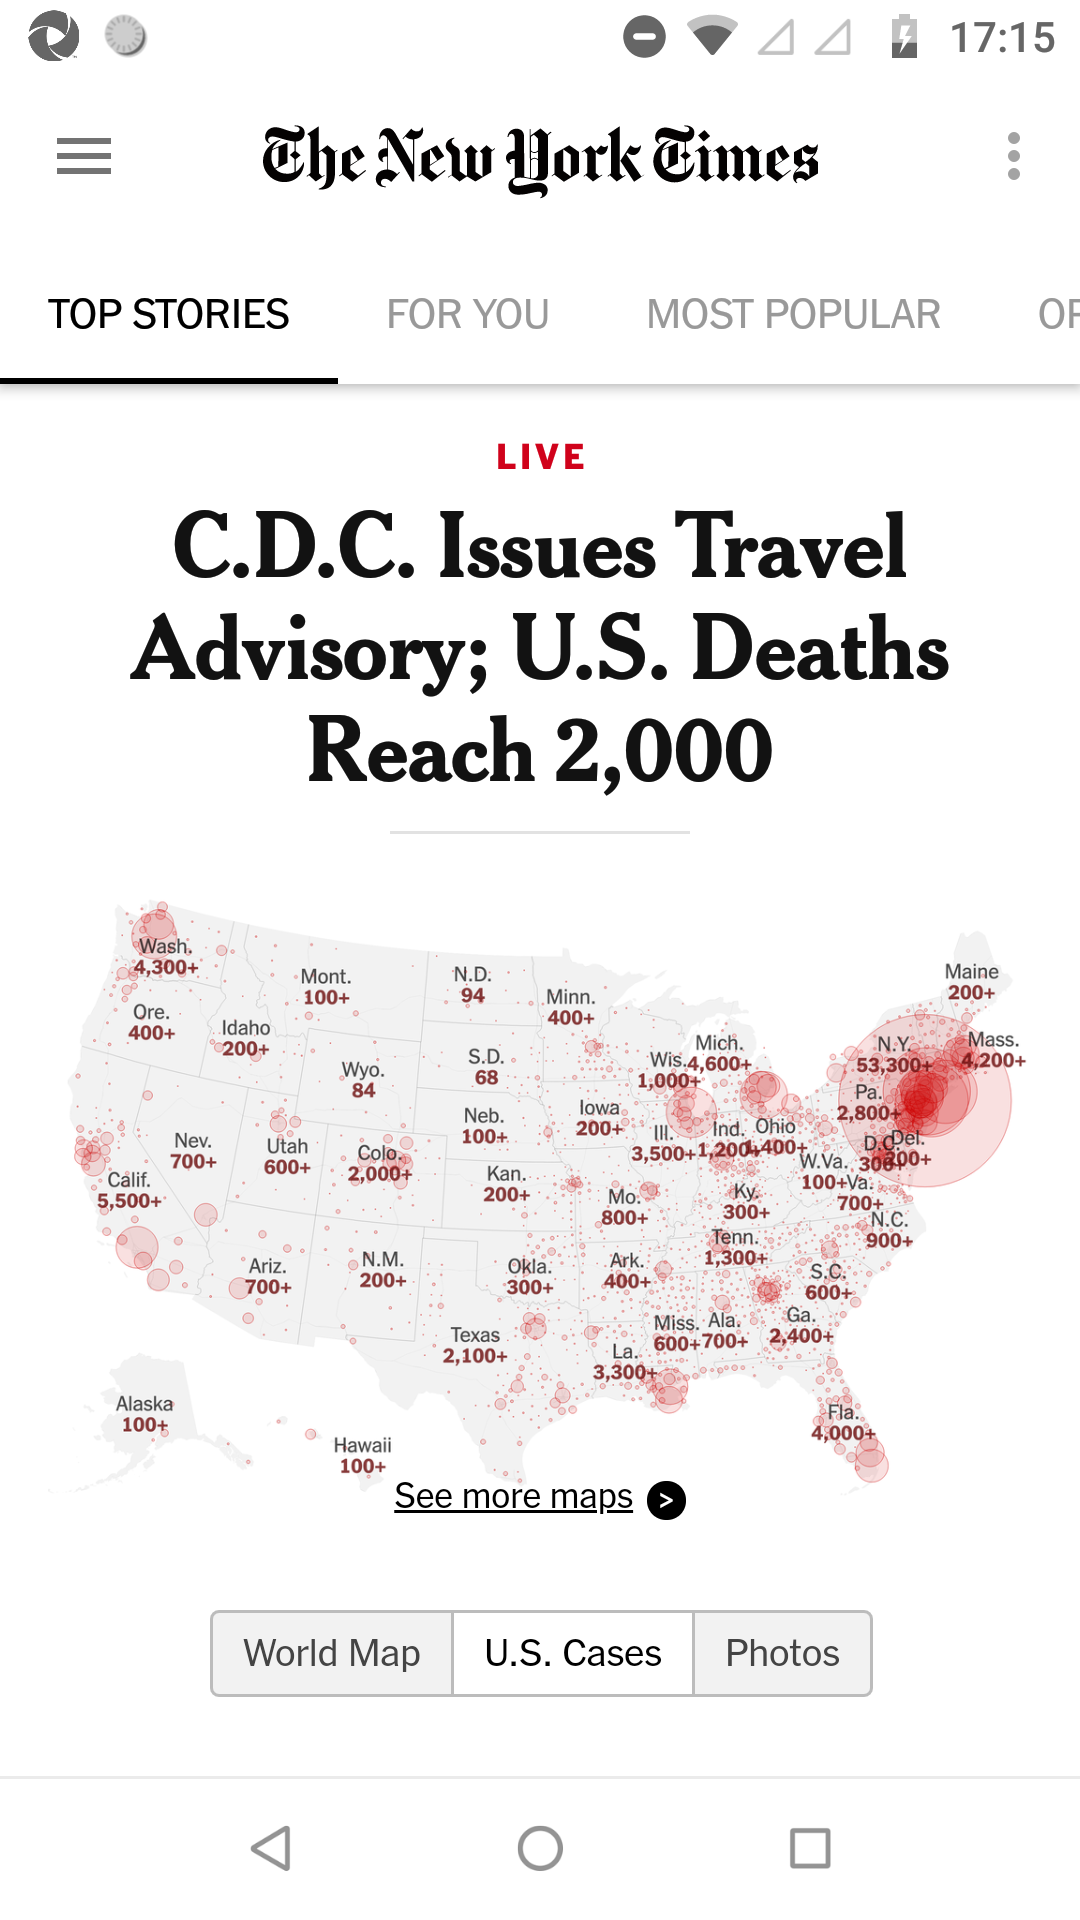 17:15
The New York Times
TOP STORIES FOR YOU MOST POPULAR
LIVE
C.D.C. Issues Travel
Advisory; U.S. Deaths
Reach 2,000
Wash.
4,300+
Mont.
100+
N.D.
94
Minn.
400+
Maine
200+
Ore.
400+
Idaho
200+
Wyo.
84
S.D.
68
Wis.
1,000+
Mich.
4,600+
N.Y.
53,300+
Mass.
4,200+
Pa.
2,800+
Neb.
100+
Iowa
200+
Ill.
3,500+
Ind.
1,200+
Ohio
1,400+
D.C.
300+
Del.
200+
Nev.
700+
Utah
600+
Colo.
2,000+
Kan.
200+
Mo.
800+
Ky.
300+
W.Va.
100+
Va.
700+
Calif.
5,500+
N.C.
900+
Tenn.
1,300+
Ariz.
700+
N.M.
200+
Okla.
300+
Ark.
400+
S.C.
600+
Texas
2,100+
La.
3,300+
Miss.
600+
Ala.
700+
Ga.
2,400+
Alaska
100+
Hawaii
100+
Fla.
4,000+
See more maps >
World Map U.S. Cases Photos